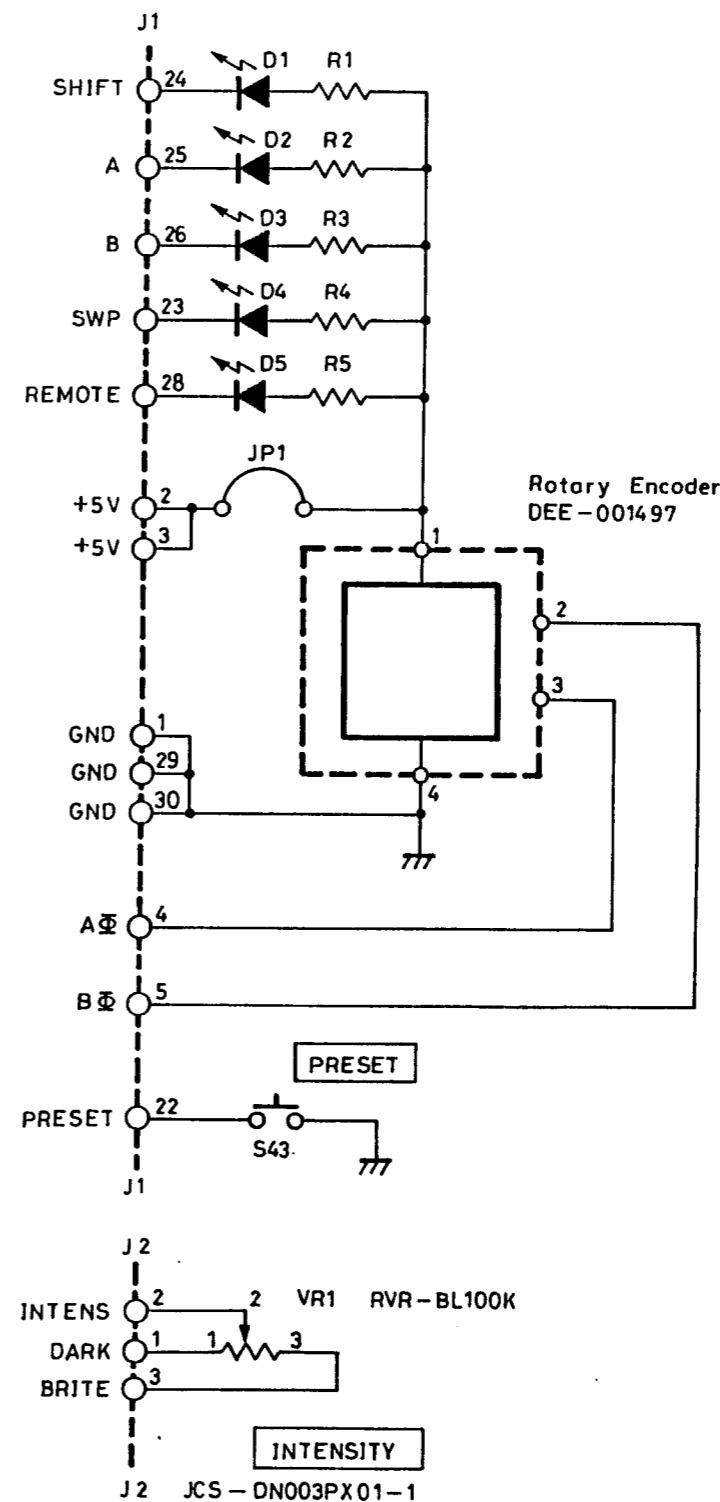 J1
SHIFT 24 D1 R1
A 25 D2 R2
B 26 D3 R3
SWP 23 D4 R4
REMOTE 28 D5 R5
JP1
+5V 2
+5V 3
Rotary Encoder
DEE-001497
1
2
3
4
GND 1
GND 29
GND 30
AΦ 4
BΦ 5
PRESET
PRESET 22
S43
J1
J2
INTENS 2 2 VR1 RVR-BL100K
DARK 1 1 3
BRITE 3
INTENSITY
J2 JCS-DN003PX01-1